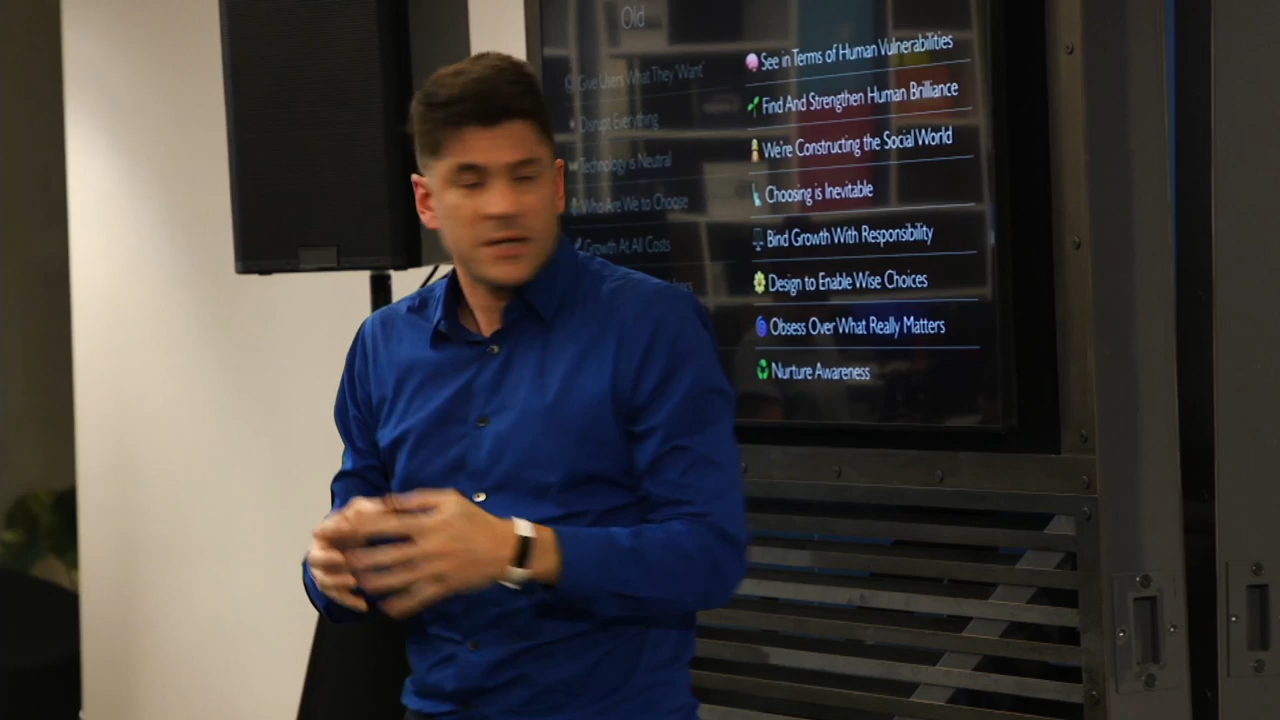 Old
Give Users What They 'Want'
Disrupt Everything
Technology is Neutral
Who Are We to Choose
Growth At All Costs
See in Terms of Human Vulnerabilities
Find And Strengthen Human Brilliance
We're Constructing the Social World
Choosing is Inevitable
Bind Growth With Responsibility
Design to Enable Wise Choices
Obsess Over What Really Matters
Nurture Awareness